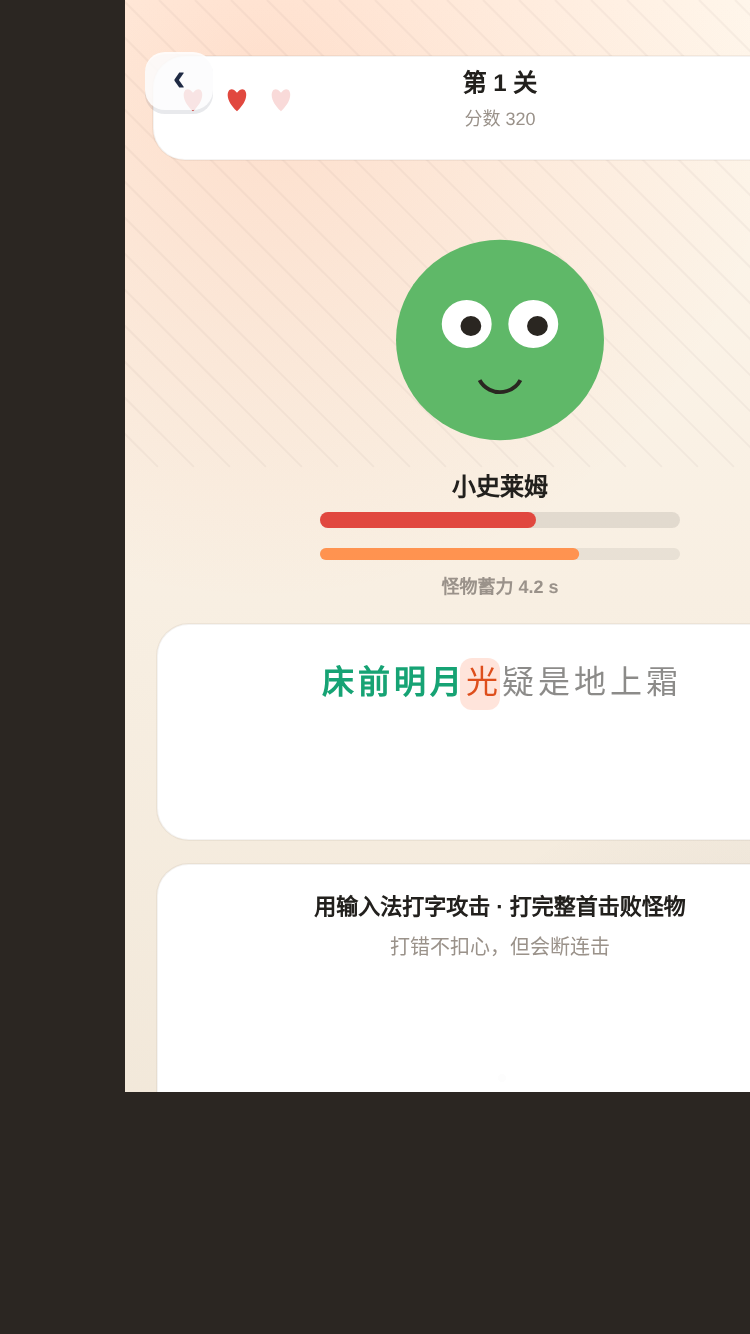 ‹
第 1 关
分数 320
小史莱姆
怪物蓄力 4.2 s
床前明月光疑是地上霜
用输入法打字攻击 · 打完整首击败怪物
打错不扣心，但会断连击